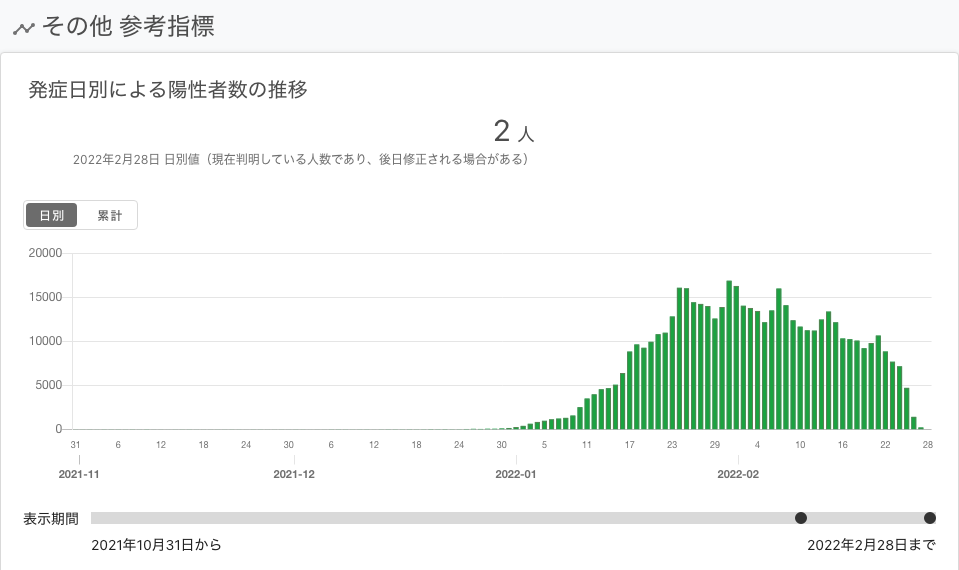 その他 参考指標
発症日別による陽性者数の推移
2 人
2022年2月28日 日別値（現在判明している人数であり、後日修正される場合がある）
日別 累計
20000
15000
10000
5000
0
31 6 12 18 24 30 6 12 18 24 30 5 11 17 23 29 4 10 16 22 28
2021-11 2021-12 2022-01 2022-02
表示期間
2021年10月31日から 2022年2月28日まで